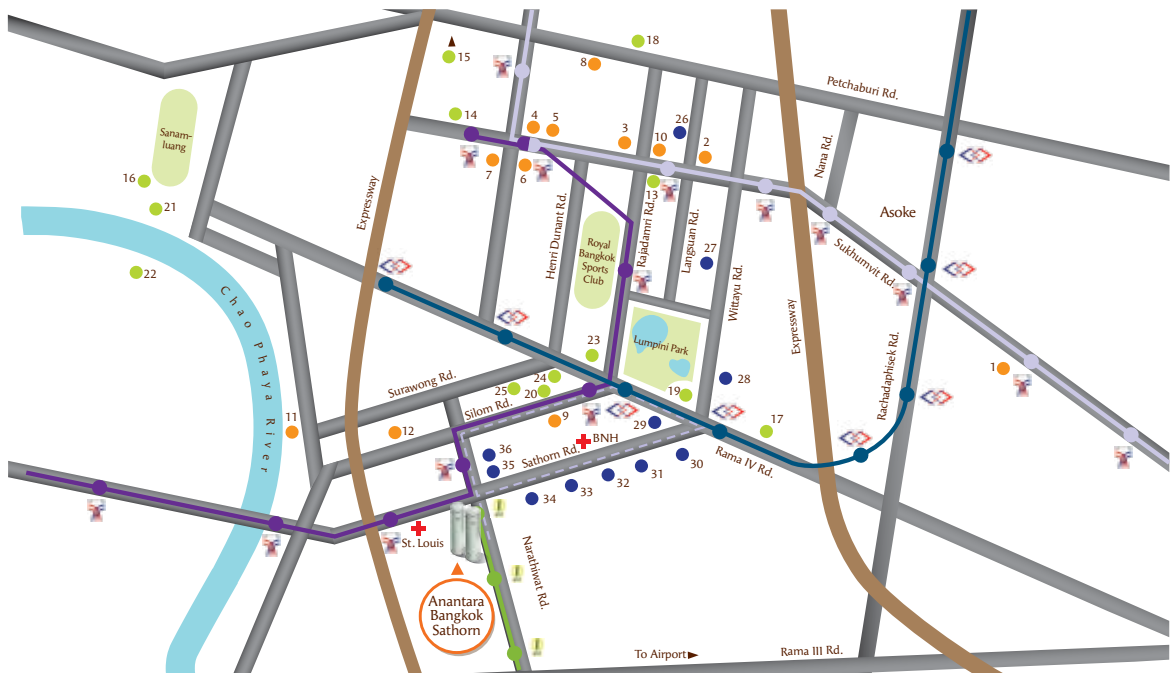 18
15
8
Petchaburi Rd.
14
4
5
3
10
26
2
Sanam-
luang
7
6
13
Nana Rd.
16
21
Expressway
Henri Dunant Rd.
Royal
Bangkok
Sports
Club
Rajadamri Rd.
Langsuan Rd.
27
Wittayu Rd.
Asoke
Sukhumvit Rd.
22
Chao Phaya River
Expressway
Lumpini Park
23
Rachadaphisek Rd.
1
Surawong Rd.
24
25
20
Silom Rd.
19
28
11
12
9
29
17
BNH
36
35
Sathorn Rd.
30
31
32
33
34
Rama IV Rd.
St. Louis
Narathiwat Rd.
Anantara
Bangkok
Sathorn
To Airport
Rama III Rd.